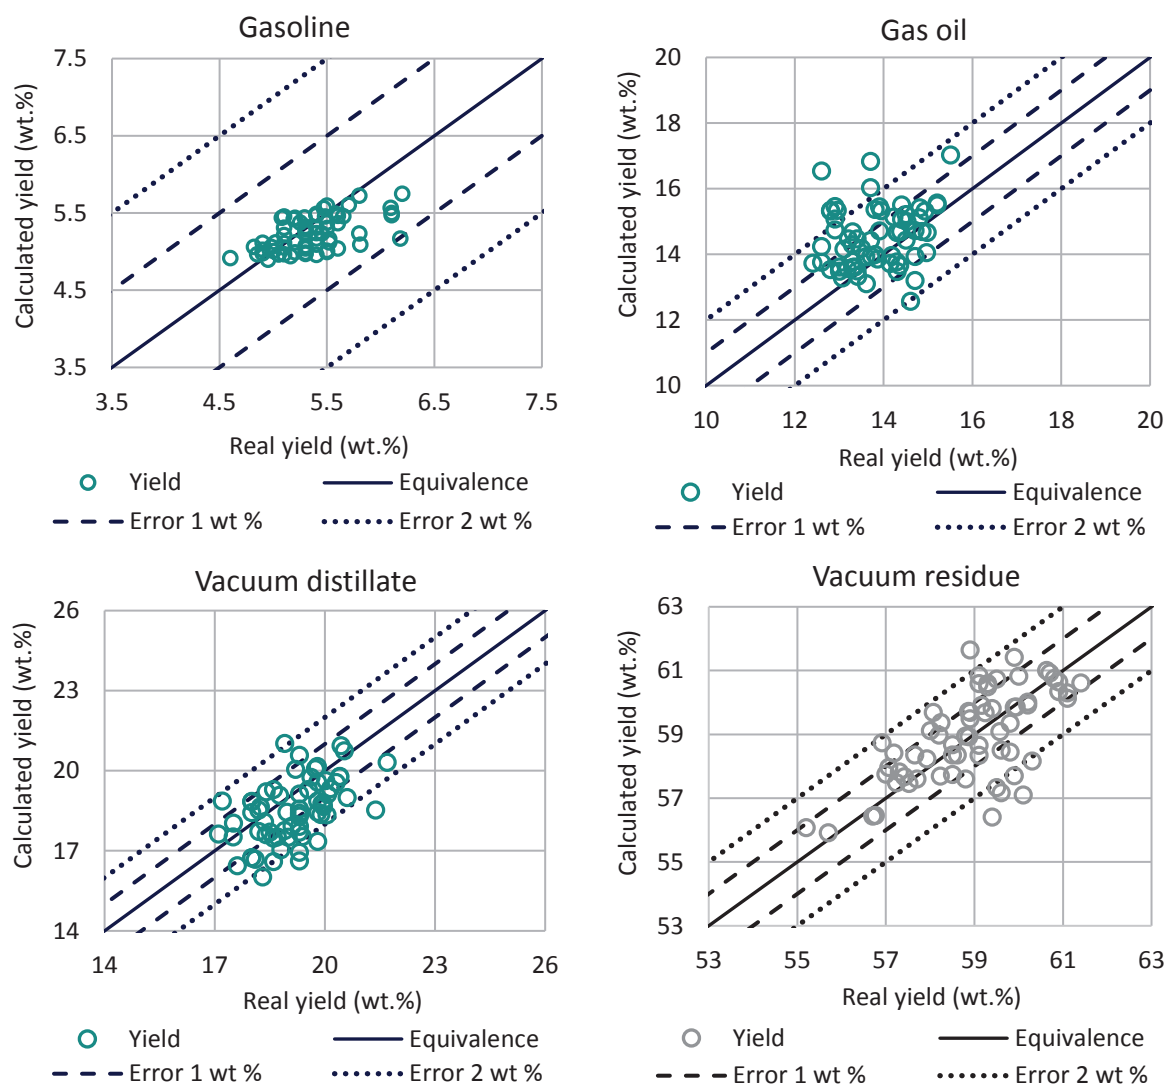 Gasoline
Calculated yield (wt.%)
7.5
6.5
5.5
4.5
3.5
3.5 4.5 5.5 6.5 7.5
Real yield (wt.%)
Yield Equivalence
Error 1 wt % Error 2 wt %
Gas oil
Calculated yield (wt.%)
20
18
16
14
12
10
10 12 14 16 18 20
Real yield (wt.%)
Yield Equivalence
Error 1 wt % Error 2 wt %
Vacuum distillate
Calculated yield (wt.%)
26
23
20
17
14
14 17 20 23 26
Real yield (wt.%)
Yield Equivalence
Error 1 wt % Error 2 wt %
Vacuum residue
Calculated yield (wt.%)
63
61
59
57
55
53
53 55 57 59 61 63
Real yield (wt.%)
Yield Equivalence
Error 1 wt % Error 2 wt %